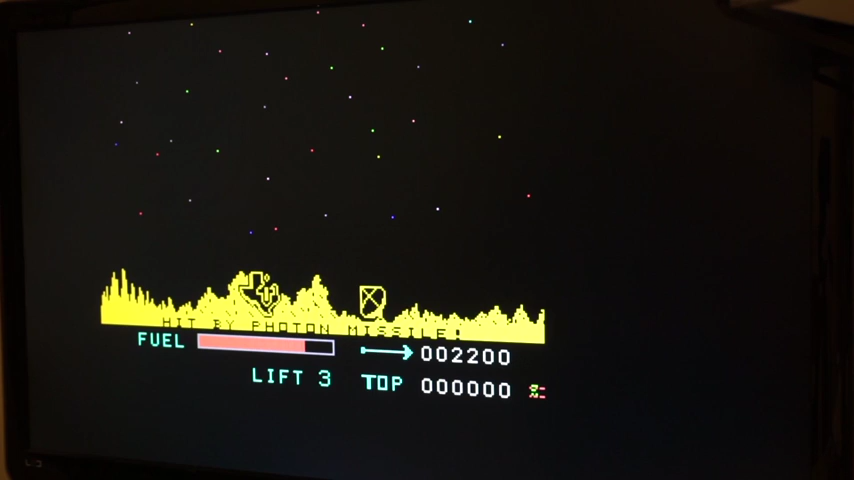 HIT BY PHOTON MISSILE!
FUEL
002200
LIFT 3
TOP 000000